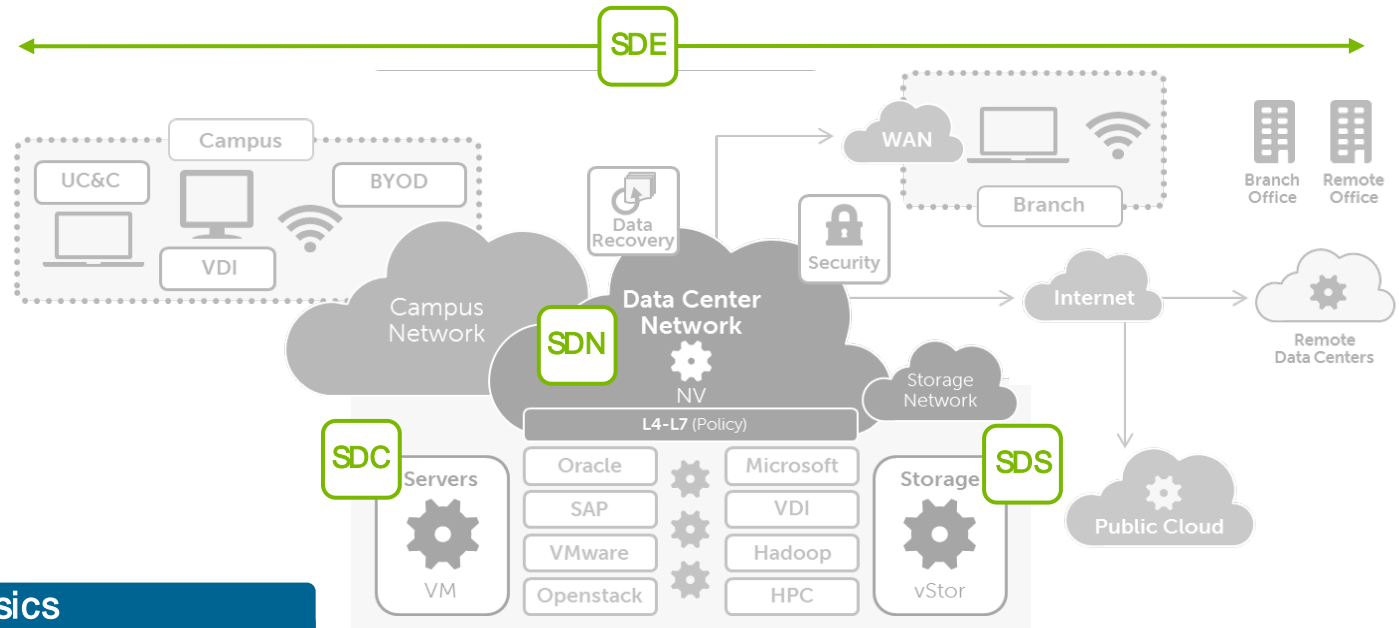 SDE
Campus
UC&C
BYOD
VDI
Data
Recovery
Security
WAN
Branch
Branch
Office
Remote
Office
Campus
Network
SDN
Data Center
Network
NV
L4-L7 (Policy)
Storage
Network
Internet
Remote
Data Centers
Public Cloud
SDC
Servers
VM
Oracle
SAP
VMware
Openstack
Microsoft
VDI
Hadoop
HPC
SDS
Storage
vStor
sics